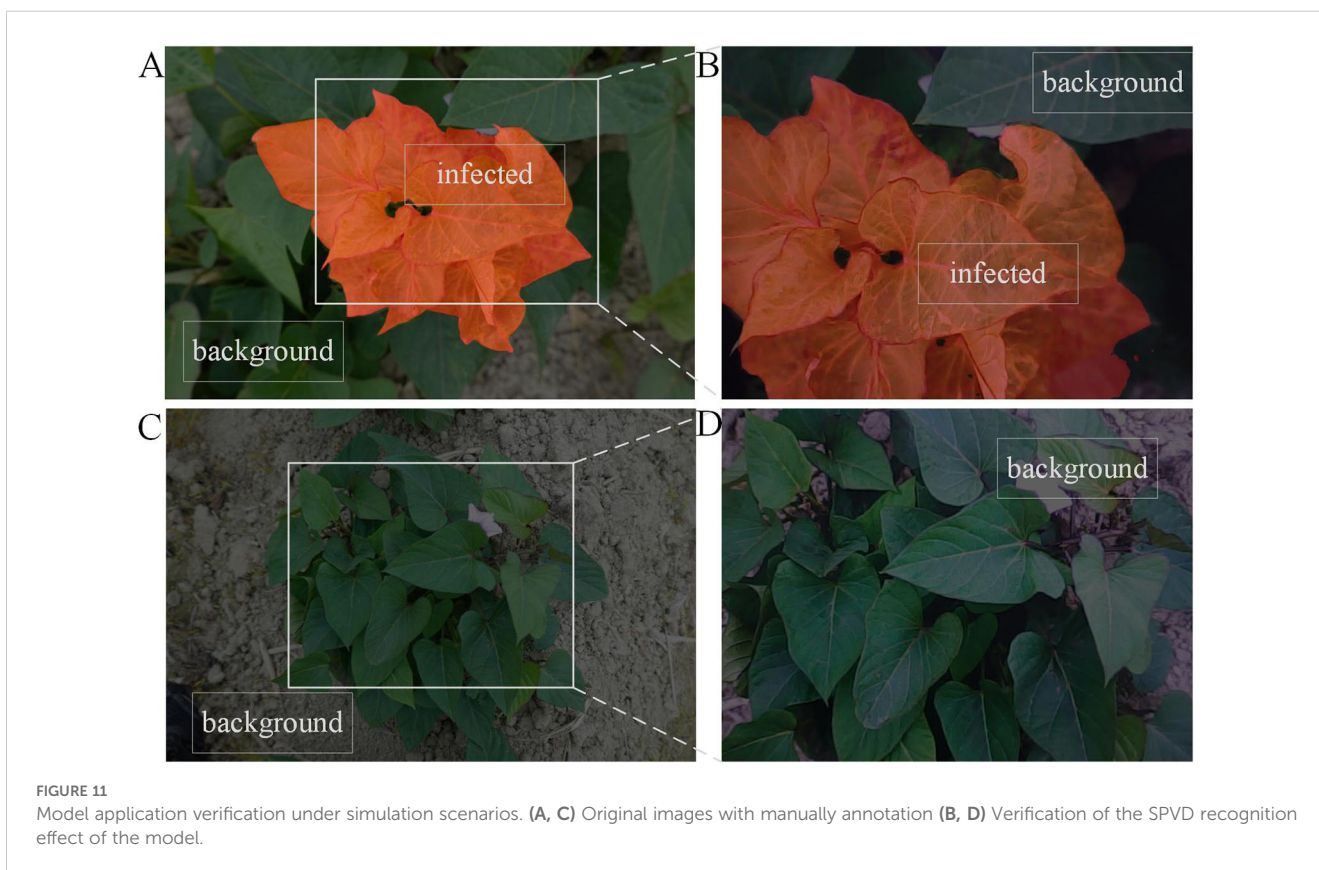 A
infected
background
B
background
infected
C
background
D
background
FIGURE 11
Model application verification under simulation scenarios. (A, C) Original images with manually annotation (B, D) Verification of the SPVD recognition
effect of the model.